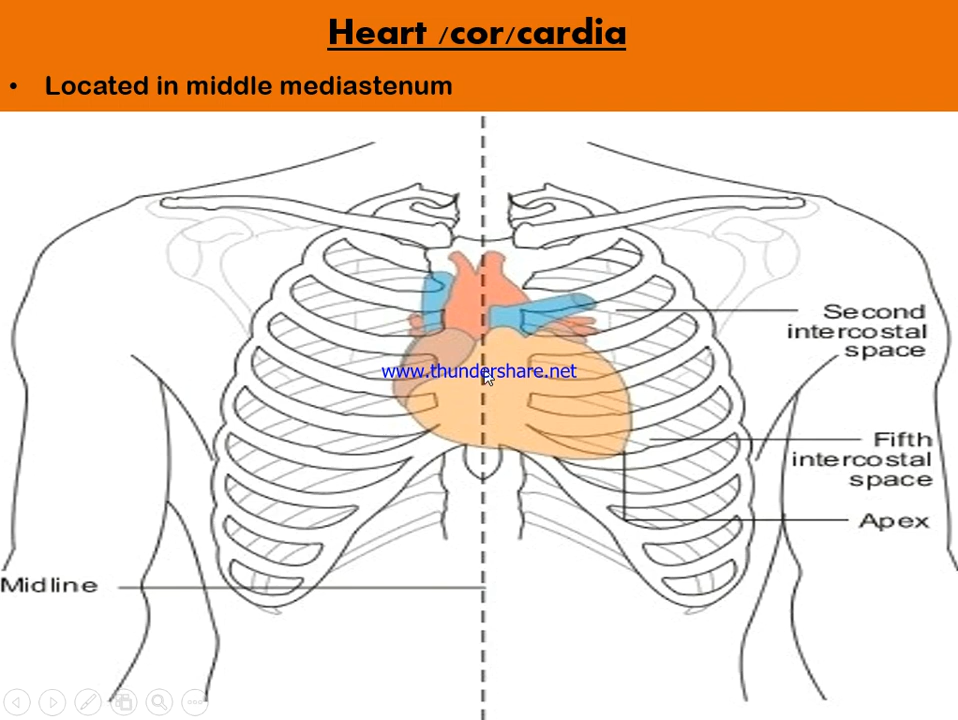 Heart /cor/cardia
• Located in middle mediastenum
www.thundershare.net
Second
intercostal
space
Fifth
intercostal
space
Apex
Midline